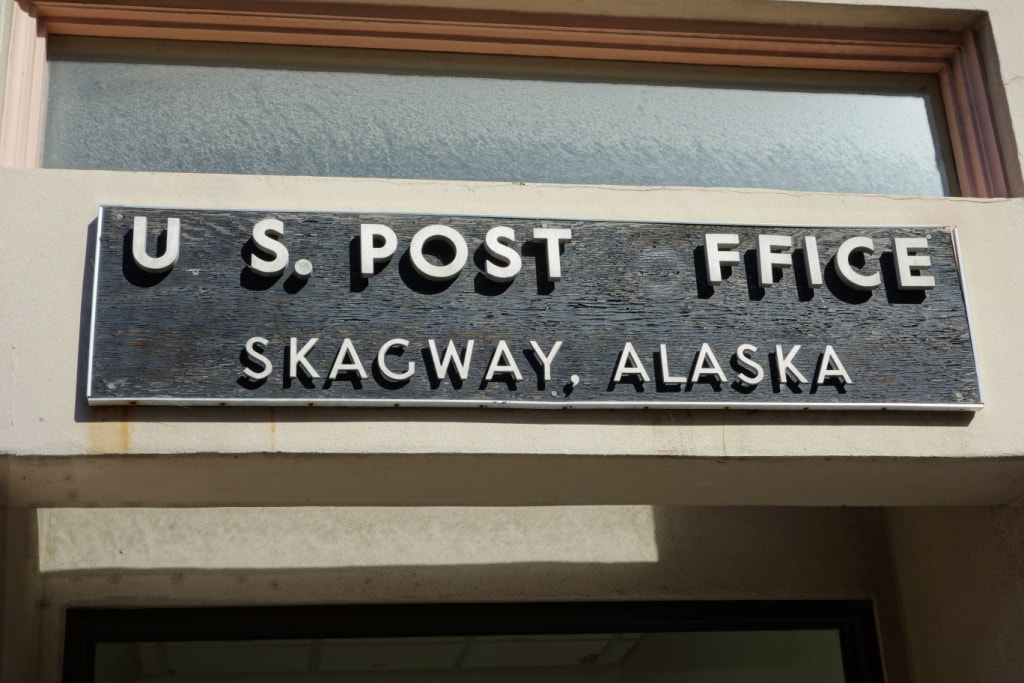 U S. POST FFICE
SKAGWAY, ALASKA